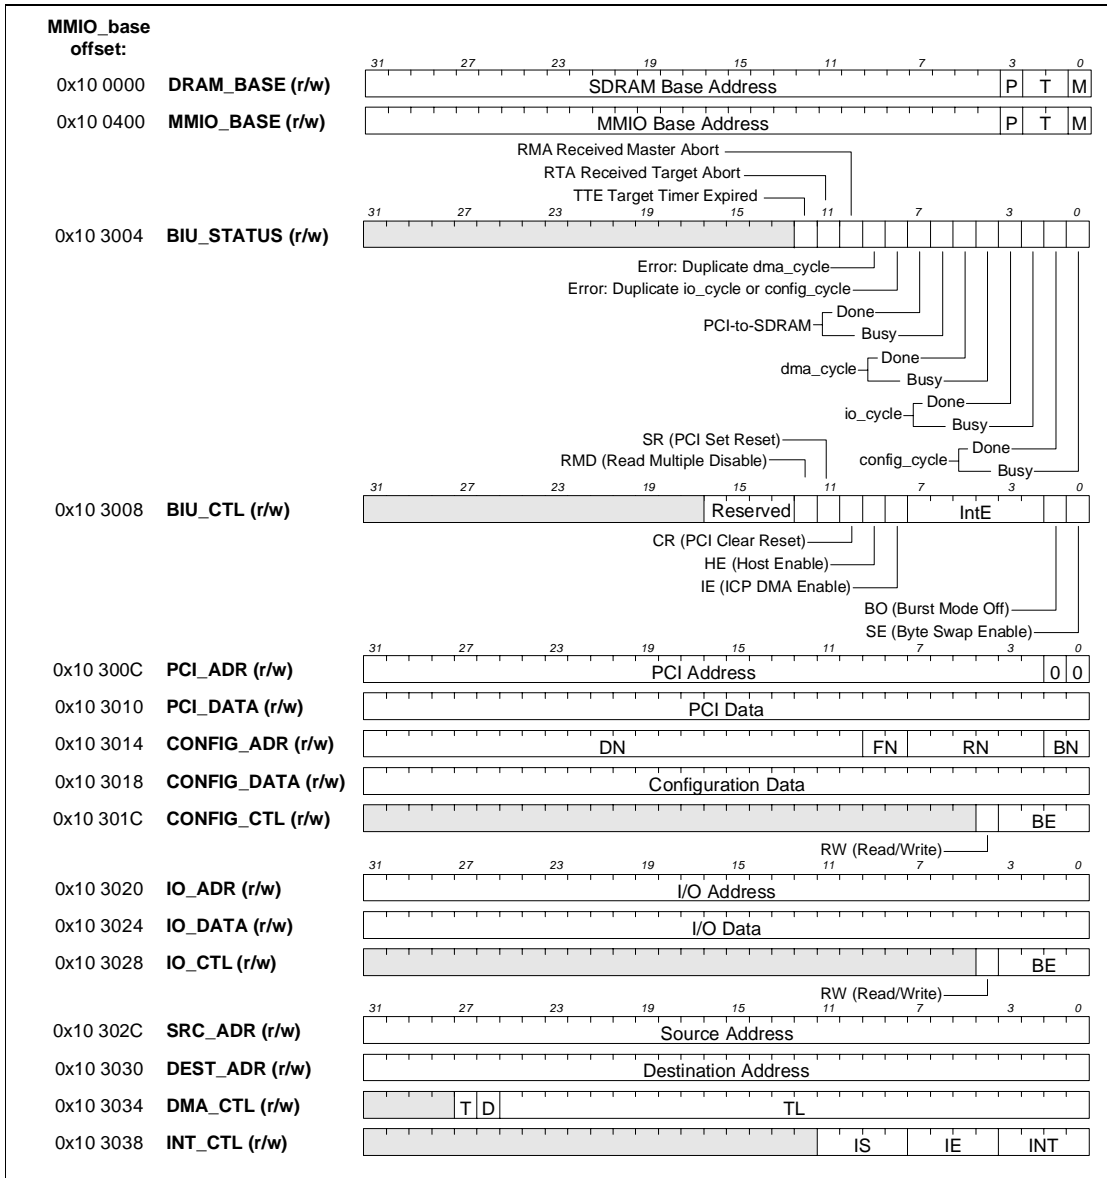 MMIO_base
offset:
31 27 23 19 15 11 7 3 0
0x10 0000 DRAM_BASE (r/w) SDRAM Base Address P T M
0x10 0400 MMIO_BASE (r/w) MMIO Base Address P T M
RMA Received Master Abort
RTA Received Target Abort
TTE Target Timer Expired
31 27 23 19 15 11 7 3 0
0x10 3004 BIU_STATUS (r/w)
Error: Duplicate dma_cycle
Error: Duplicate io_cycle or config_cycle
Done
PCI-to-SDRAM
Busy
Done
dma_cycle
Busy
Done
io_cycle
Busy
SR (PCI Set Reset)
Done
RMD (Read Multiple Disable)
config_cycle
Busy
31 27 23 19 15 11 7 3 0
0x10 3008 BIU_CTL (r/w) Reserved IntE
CR (PCI Clear Reset)
HE (Host Enable)
IE (ICP DMA Enable)
BO (Burst Mode Off)
SE (Byte Swap Enable)
31 27 23 19 15 11 7 3 0
0x10 300C PCI_ADR (r/w) PCI Address 0 0
0x10 3010 PCI_DATA (r/w) PCI Data
0x10 3014 CONFIG_ADR (r/w) DN FN RN BN
0x10 3018 CONFIG_DATA (r/w) Configuration Data
0x10 301C CONFIG_CTL (r/w) BE
RW (Read/Write)
31 27 23 19 15 11 7 3 0
0x10 3020 IO_ADR (r/w) I/O Address
0x10 3024 IO_DATA (r/w) I/O Data
0x10 3028 IO_CTL (r/w) BE
RW (Read/Write)
31 27 23 19 15 11 7 3 0
0x10 302C SRC_ADR (r/w) Source Address
0x10 3030 DEST_ADR (r/w) Destination Address
0x10 3034 DMA_CTL (r/w) T D TL
0x10 3038 INT_CTL (r/w) IS IE INT